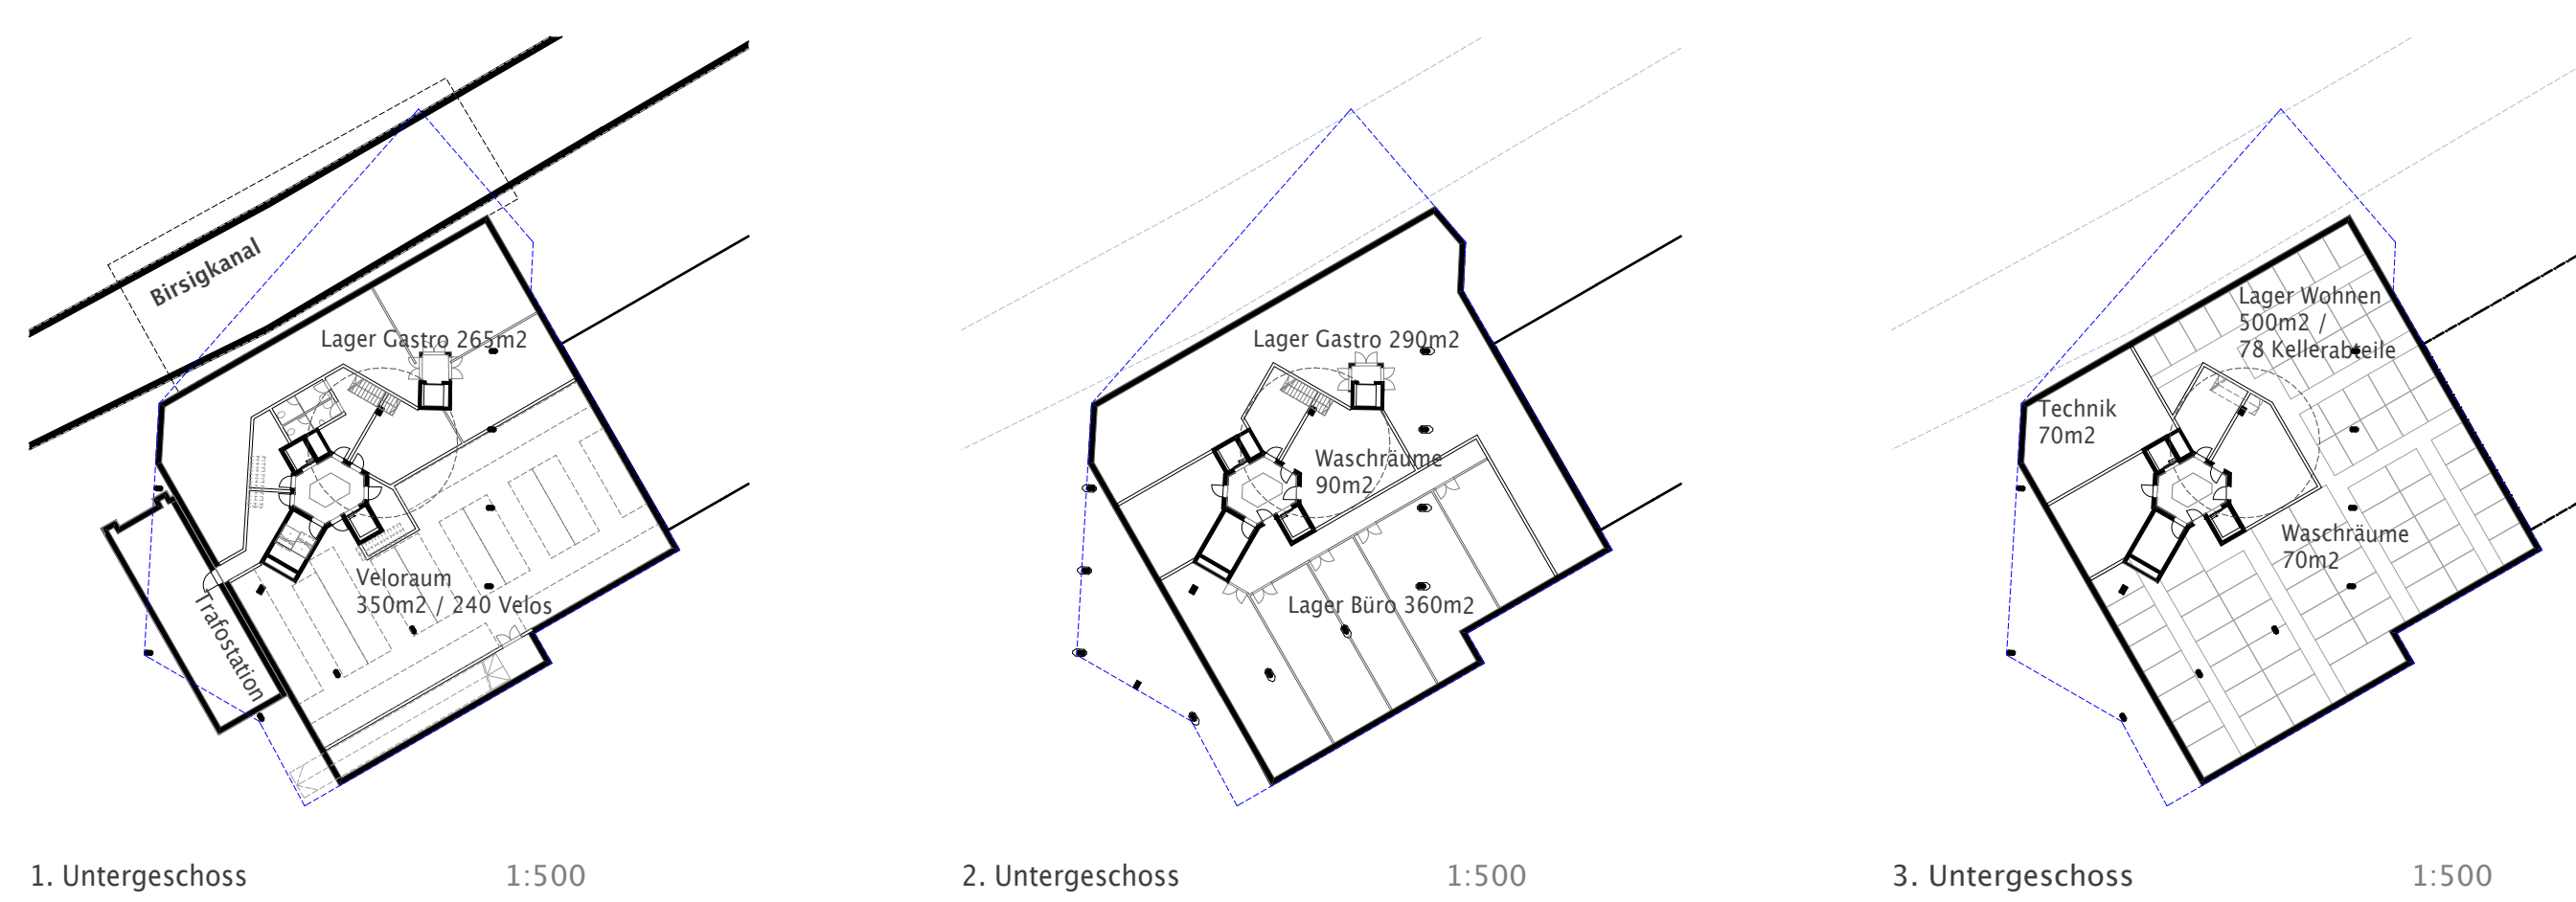 Birsigkanal
Lager Gastro 265m2
Veloraum
350m2 / 240 Velos
Trafostation
1. Untergeschoss
1:500
Lager Gastro 290m2
Waschräume
90m2
Lager Büro 360m2
2. Untergeschoss
1:500
Lager Wohnen
500m2 /
78 Kellerabteile
Technik
70m2
Waschräume
70m2
3. Untergeschoss
1:500